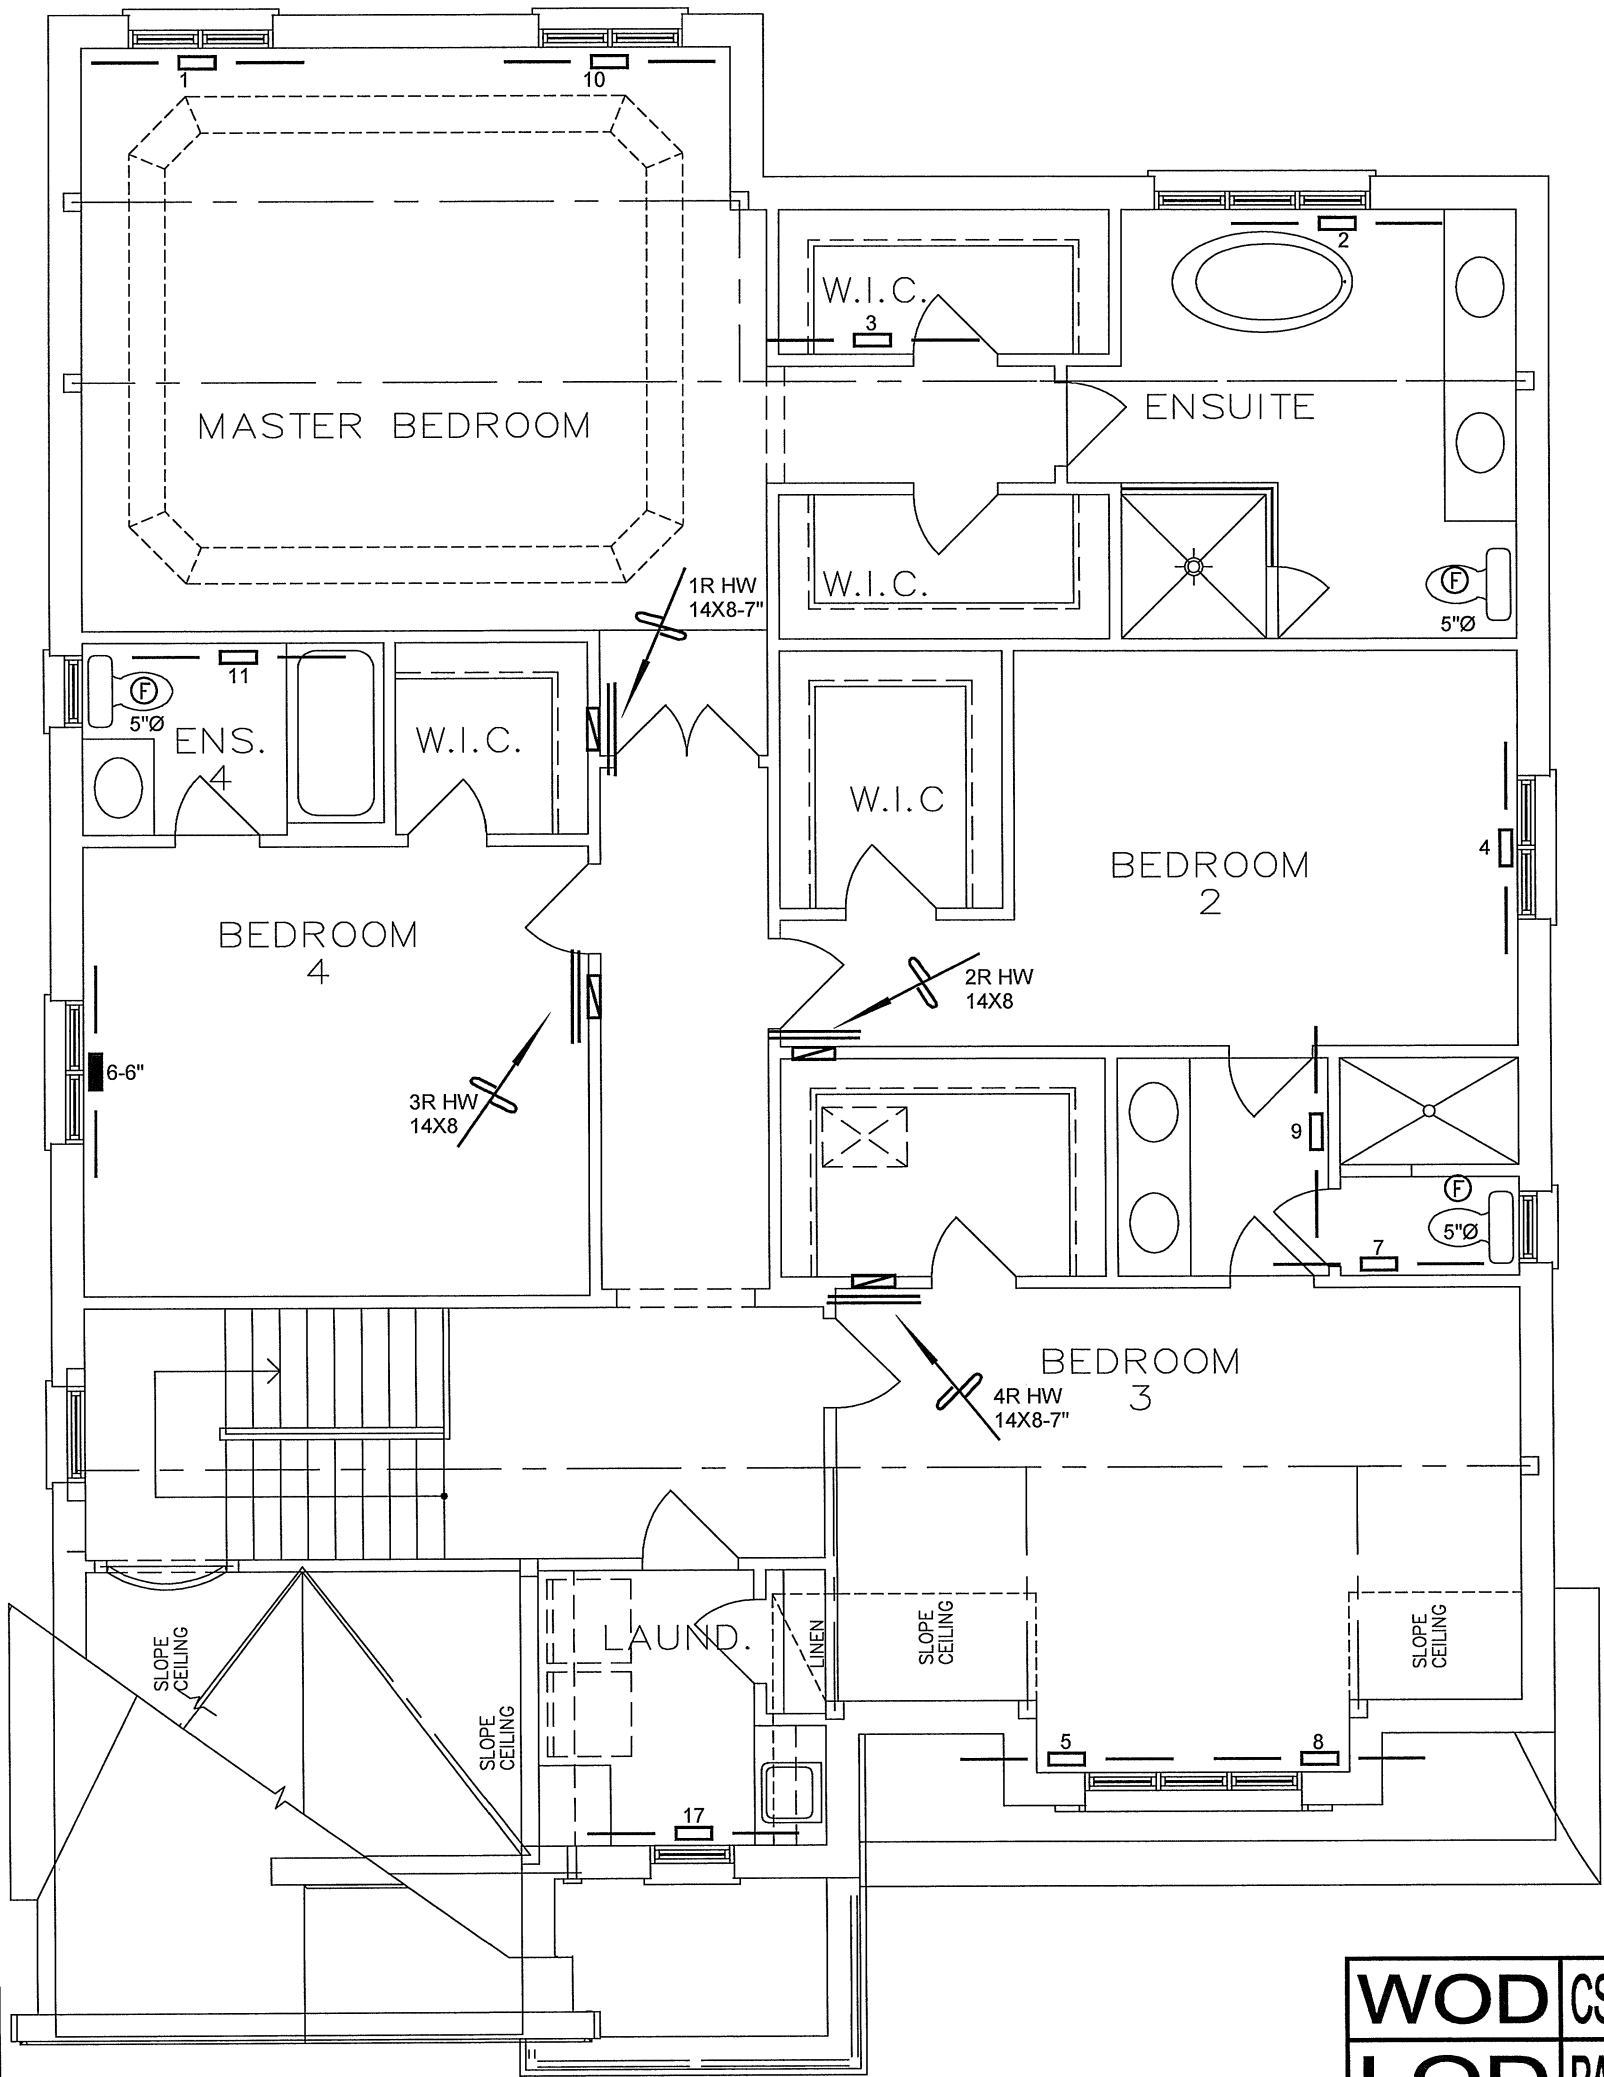 1
10
2
W.I.C.
3
MASTER BEDROOM
ENSUITE
W.I.C.
1R HW
14X8-7"
F
5"Ø
11
F
5"Ø
ENS.
4
W.I.C.
W.I.C
4
BEDROOM
2
BEDROOM
4
2R HW
14X8
6-6"
3R HW
14X8
9
F
5"Ø
7
BEDROOM
3
4R HW
14X8-7"
SLOPE
CEILING
LAUND.
LINEN
SLOPE
CEILING
SLOPE
CEILING
SLOPE
CEILING
5
8
17
WOD
CS